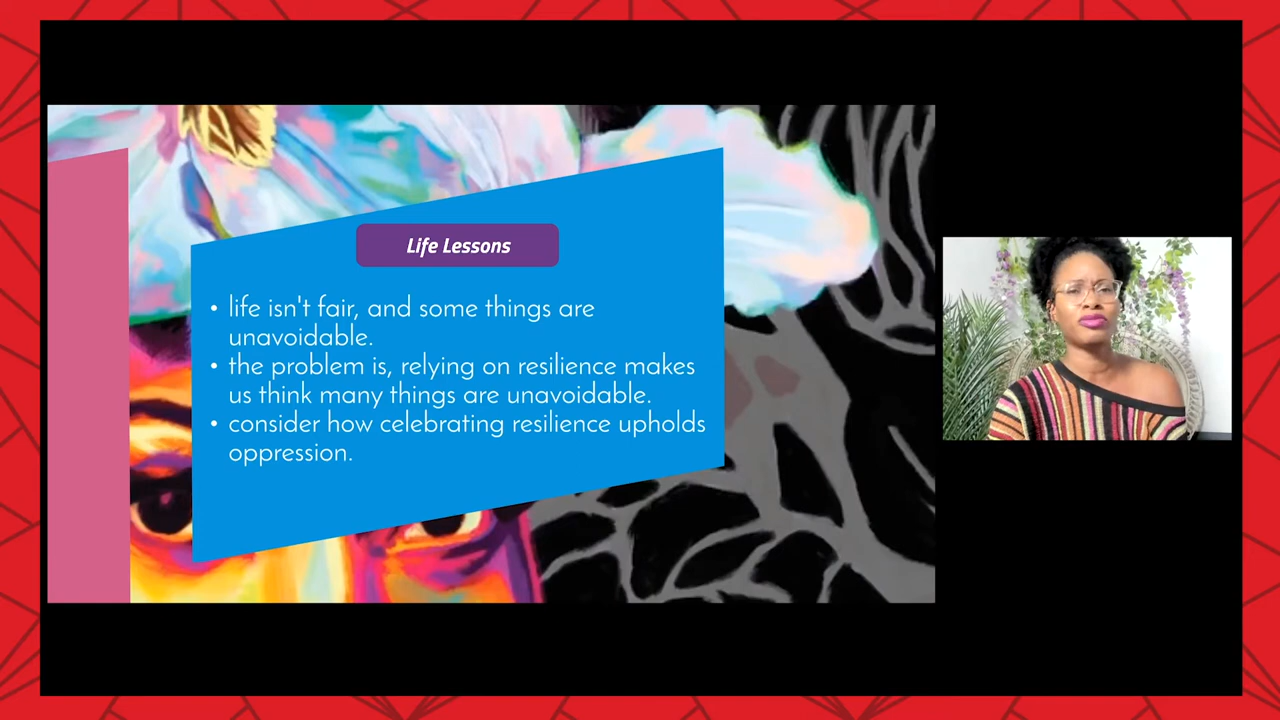 Life Lessons
• life isn't fair, and some things are
unavoidable.
• the problem is, relying on resilience makes
us think many things are unavoidable.
• consider how celebrating resilience upholds
oppression.